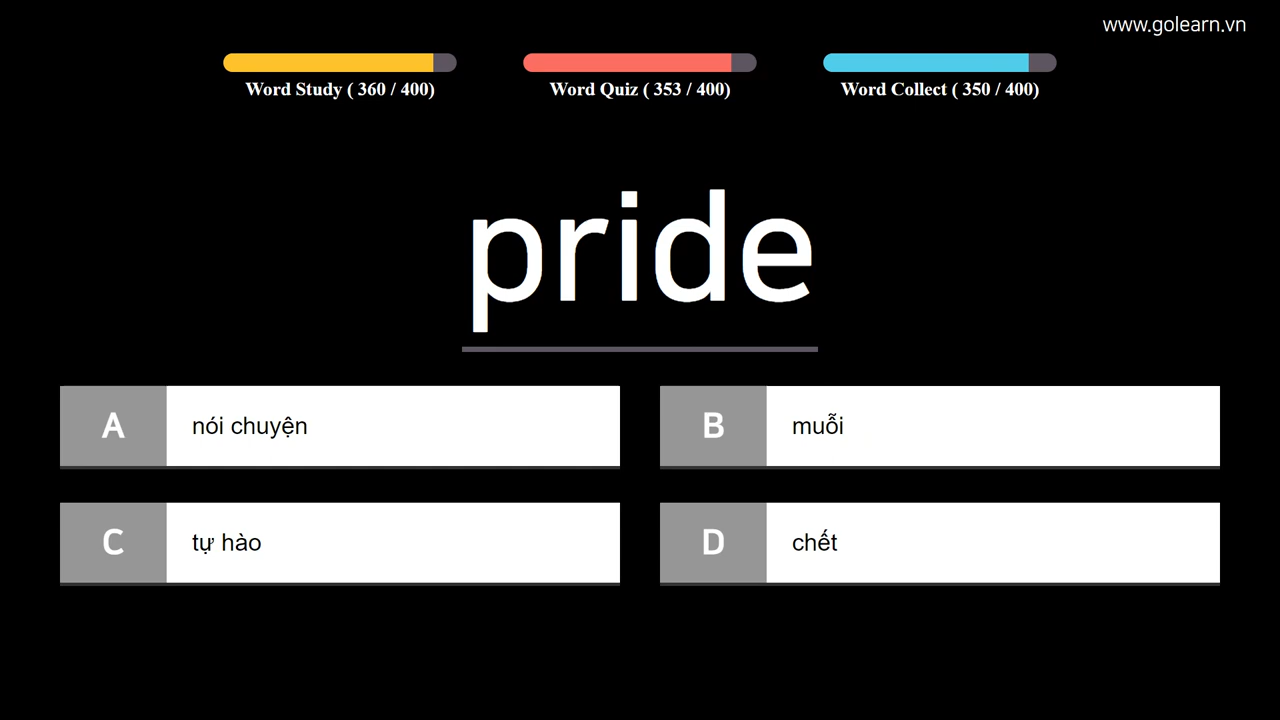 www.golearn.vn
Word Study ( 360 / 400)
Word Quiz ( 353 / 400)
Word Collect ( 350 / 400)
pride
A nói chuyện
B muỗi
C tự hào
D chết